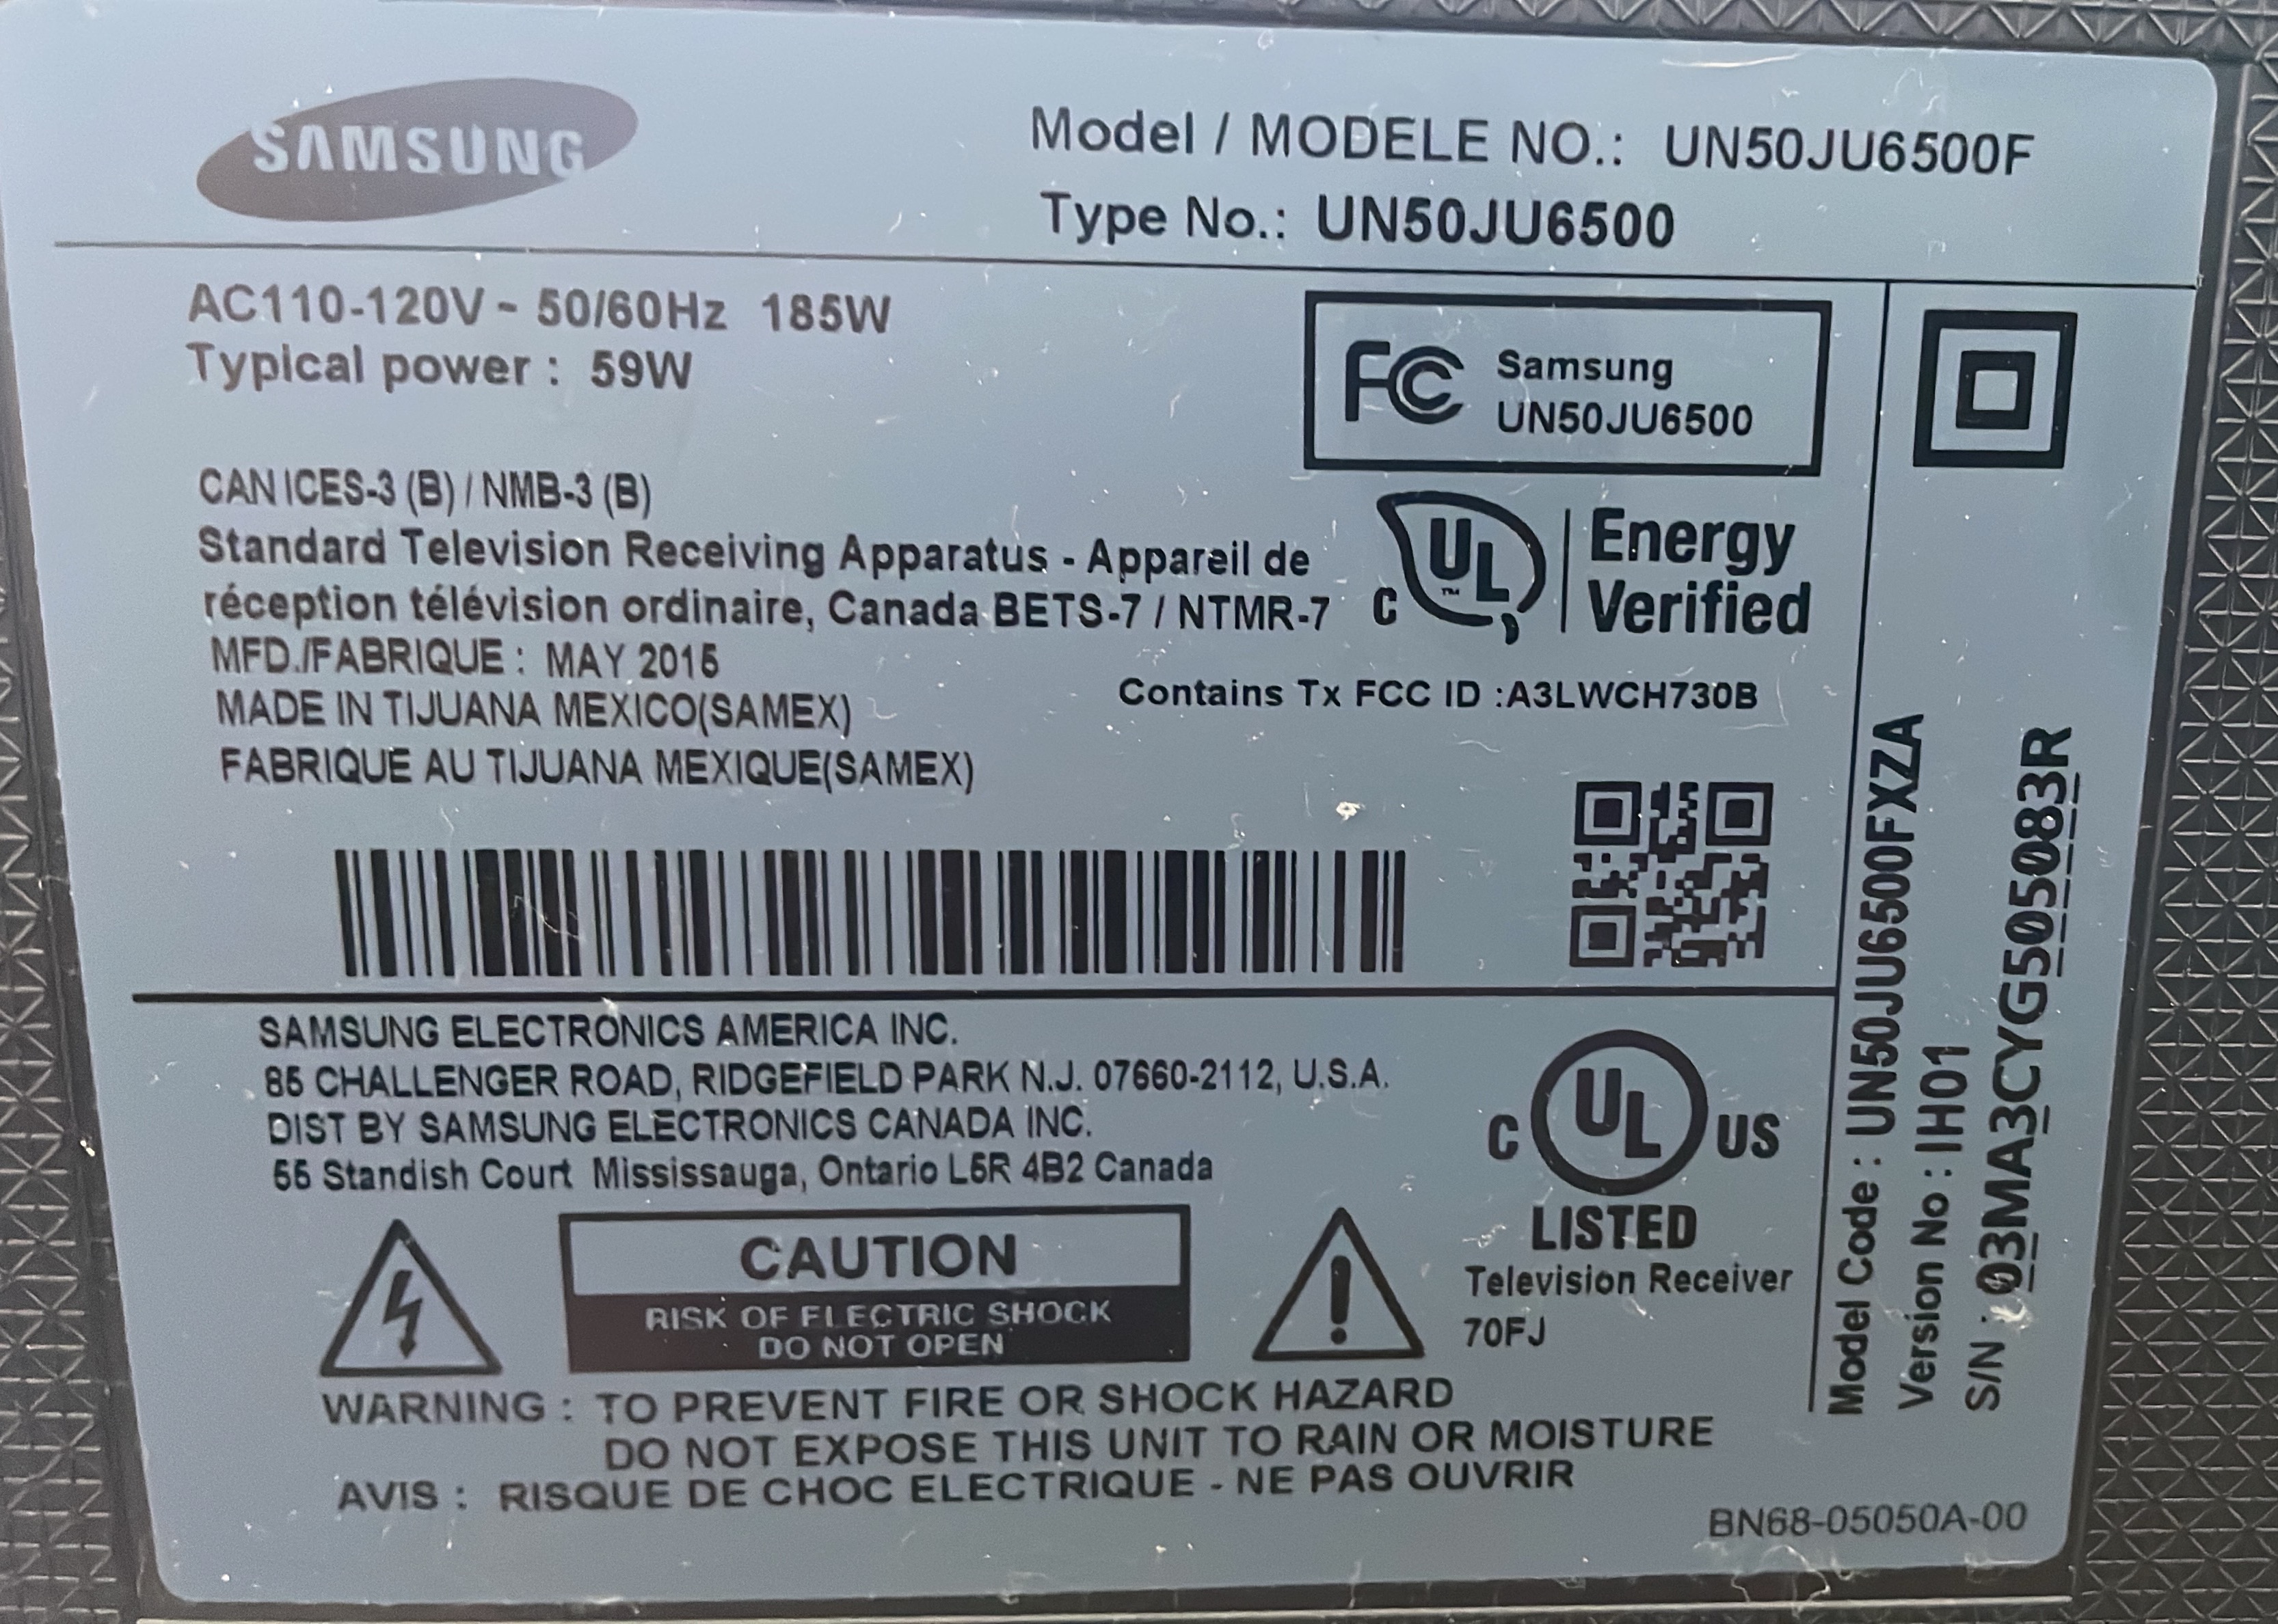 SAMSUNG
Model / MODELE NO.: UN50JU6500F
Type No.: UN50JU6500
AC110-120V ~ 50/60Hz 185W
Typical power : 59W
FC Samsung
UN50JU6500
CAN ICES-3 (B) / NMB-3 (B)
Standard Television Receiving Apparatus - Appareil de
réception télévision ordinaire, Canada BETS-7 / NTMR-7
C UL ™ Energy
Verified
MFD./FABRIQUE : MAY 2015
MADE IN TIJUANA MEXICO(SAMEX)
FABRIQUE AU TIJUANA MEXIQUE(SAMEX)
Contains Tx FCC ID :A3LWCH730B
SAMSUNG ELECTRONICS AMERICA INC.
85 CHALLENGER ROAD, RIDGEFIELD PARK N.J. 07660-2112, U.S.A.
DIST BY SAMSUNG ELECTRONICS CANADA INC.
55 Standish Court Mississauga, Ontario L5R 4B2 Canada
C UL US
LISTED
Television Receiver
70FJ
CAUTION
RISK OF ELECTRIC SHOCK
DO NOT OPEN
WARNING : TO PREVENT FIRE OR SHOCK HAZARD
DO NOT EXPOSE THIS UNIT TO RAIN OR MOISTURE
AVIS : RISQUE DE CHOC ELECTRIQUE - NE PAS OUVRIR
BN68-05050A-00
Model Code : UN50JU6500FXZA
Version No : IH01
S/N : 03MA3CYG505083R